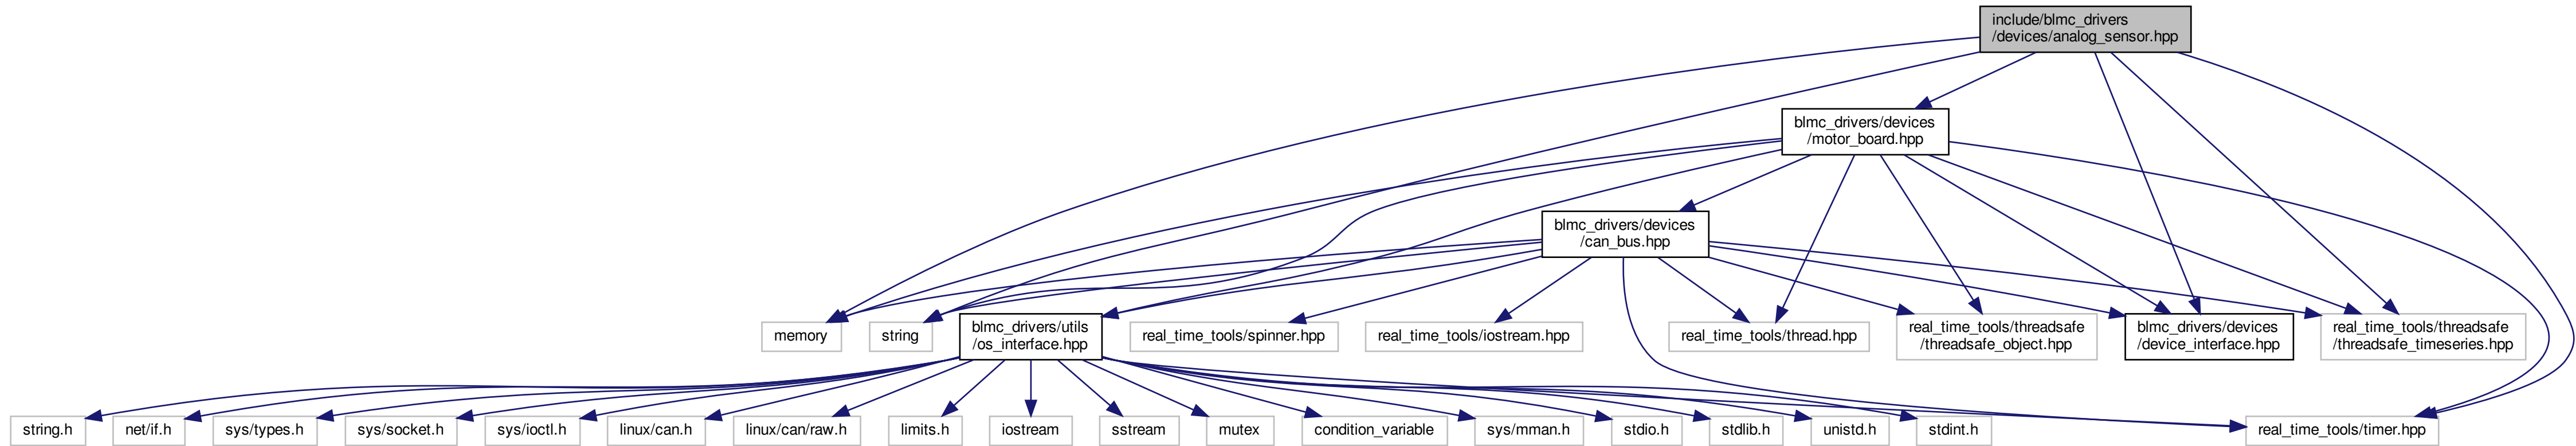 include/blmc_drivers
/devices/analog_sensor.hpp
blmc_drivers/devices
/motor_board.hpp
blmc_drivers/devices
/can_bus.hpp
memory
string
blmc_drivers/utils
/os_interface.hpp
real_time_tools/spinner.hpp
real_time_tools/iostream.hpp
real_time_tools/thread.hpp
real_time_tools/threadsafe
/threadsafe_object.hpp
blmc_drivers/devices
/device_interface.hpp
real_time_tools/threadsafe
/threadsafe_timeseries.hpp
string.h
net/if.h
sys/types.h
sys/socket.h
sys/ioctl.h
linux/can.h
linux/can/raw.h
limits.h
iostream
sstream
mutex
condition_variable
sys/mman.h
stdio.h
stdlib.h
unistd.h
stdint.h
real_time_tools/timer.hpp